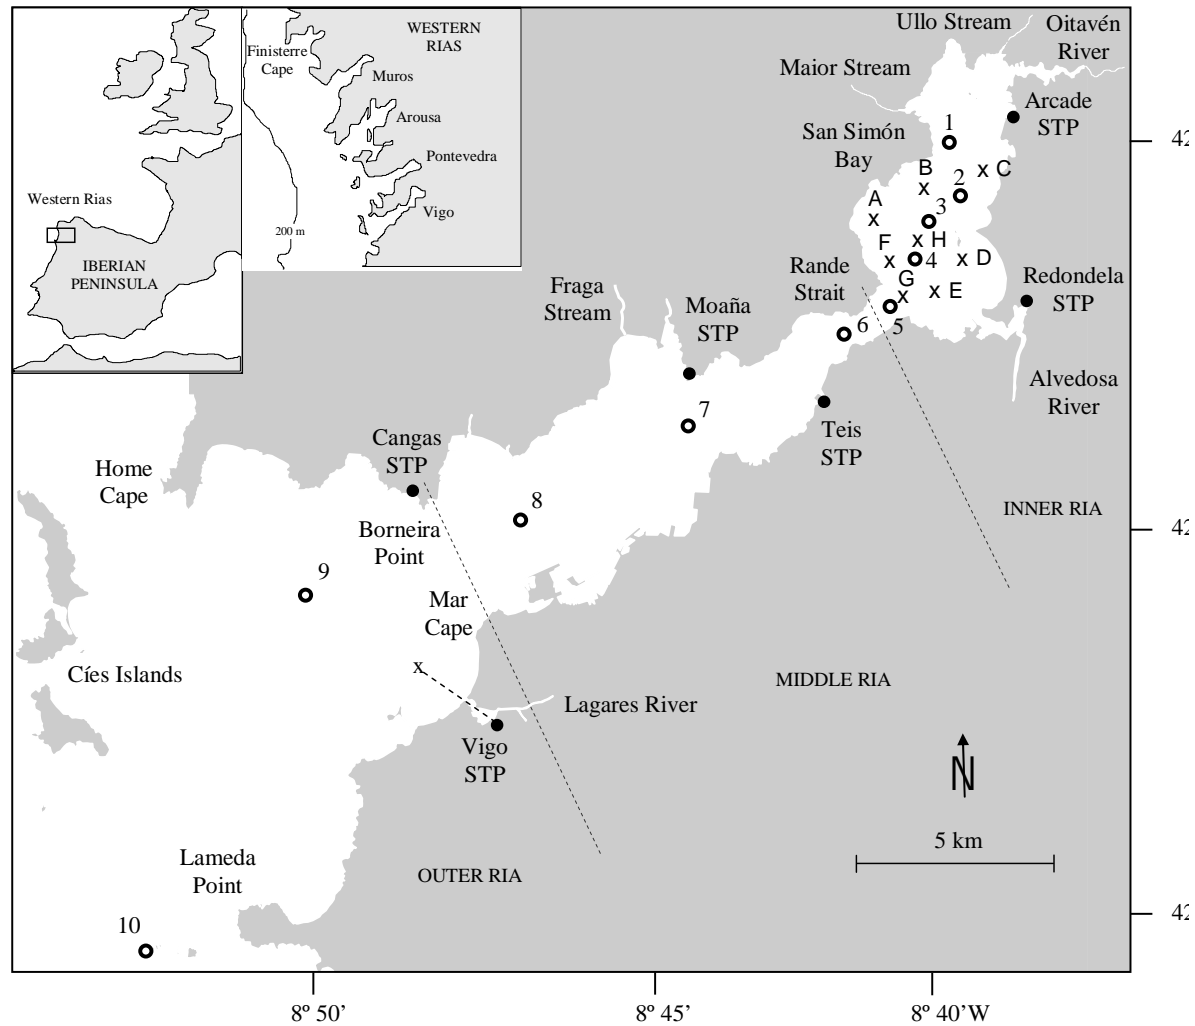 WESTERN
RIAS
Finisterre
Cape
Muros
Arousa
Pontevedra
Vigo
200 m
Western Rias
IBERIAN
PENINSULA
Ullo Stream
Oitavén
River
Maior Stream
Arcade
STP
San Simón
Bay
1
B
x
x C
2
A
x
3
F
x
x H
4
x D
G
x
x E
5
6
Rande
Strait
Redondela
STP
Fraga
Stream
Moaña
STP
Alvedosa
River
7
Teis
STP
Cangas
STP
Home
Cape
8
INNER RIA
Borneira
Point
9
Mar
Cape
x
Cíes Islands
MIDDLE RIA
Lagares River
Vigo
STP
N
5 km
Lameda
Point
OUTER RIA
10
42
42
42
8º 50’
8º 45’
8º 40’W